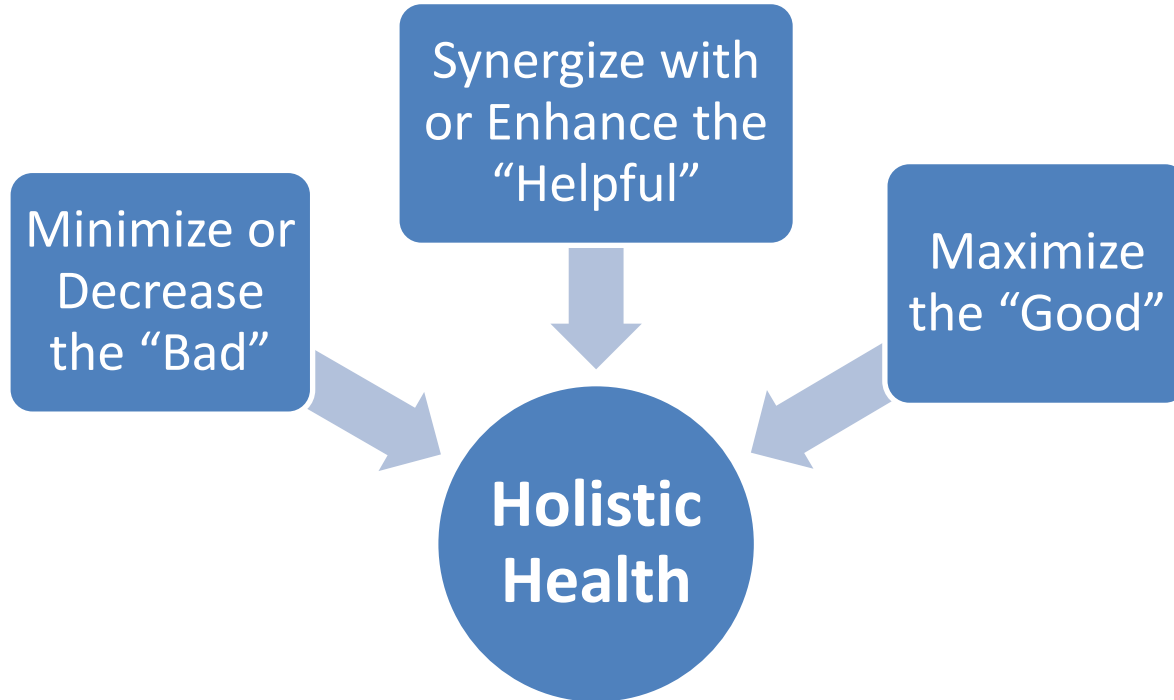 Synergize with
or Enhance the
“Helpful”
Minimize or
Decrease
the “Bad”
Maximize
the “Good”
Holistic
Health